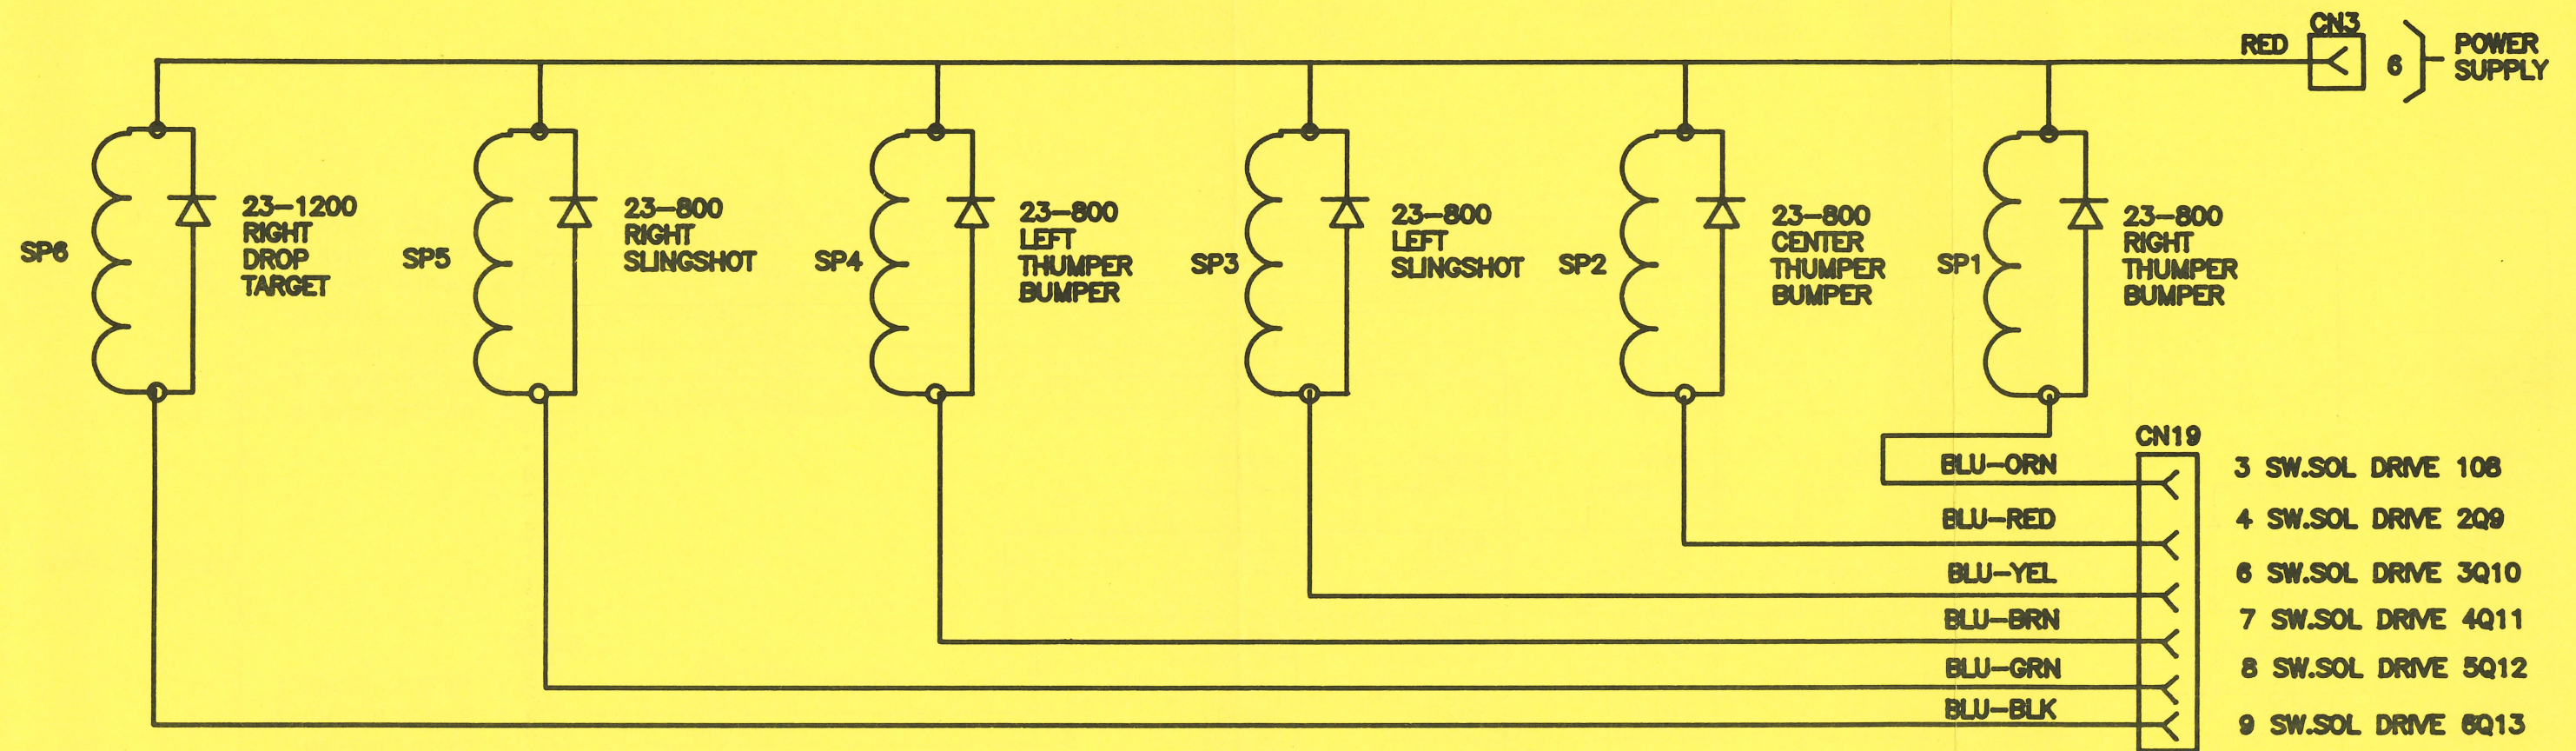 CN3
RED
6
POWER
SUPPLY
SP6
23-1200
RIGHT
DROP
TARGET
SP5
23-800
RIGHT
SLINGSHOT
SP4
23-800
LEFT
THUMPER
BUMPER
SP3
23-800
LEFT
SLINGSHOT
SP2
23-800
CENTER
THUMPER
BUMPER
SP1
23-800
RIGHT
THUMPER
BUMPER
CN19
BLU-ORN
3 SW.SOL DRIVE 108
BLU-RED
4 SW.SOL DRIVE 2Q9
BLU-YEL
6 SW.SOL DRIVE 3Q10
BLU-BRN
7 SW.SOL DRIVE 4Q11
BLU-GRN
8 SW.SOL DRIVE 5Q12
BLU-BLK
9 SW.SOL DRIVE 6Q13